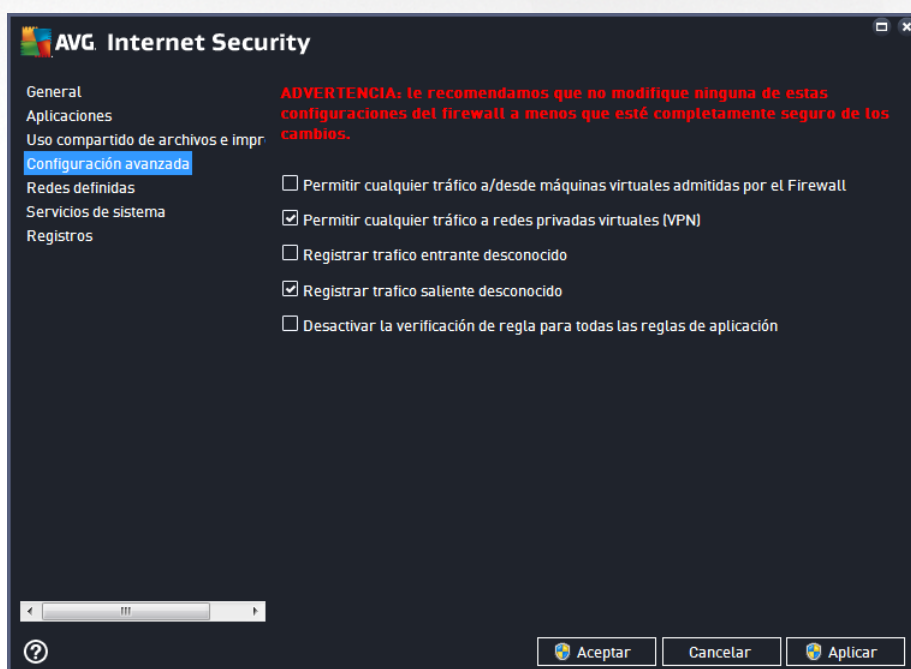 AVG. Internet Security
General
Aplicaciones
Uso compartido de archivos e impr
Configuración avanzada
Redes definidas
Servicios de sistema
Registros
ADVERTENCIA: le recomendamos que no modifique ninguna de estas
configuraciones del firewall a menos que esté completamente seguro de los
cambios.
Permitir cualquier tráfico a/desde máquinas virtuales admitidas por el Firewall
Permitir cualquier tráfico a redes privadas virtuales (VPN)
Registrar trafico entrante desconocido
Registrar trafico saliente desconocido
Desactivar la verificación de regla para todas las reglas de aplicación
Aceptar
Cancelar
Aplicar